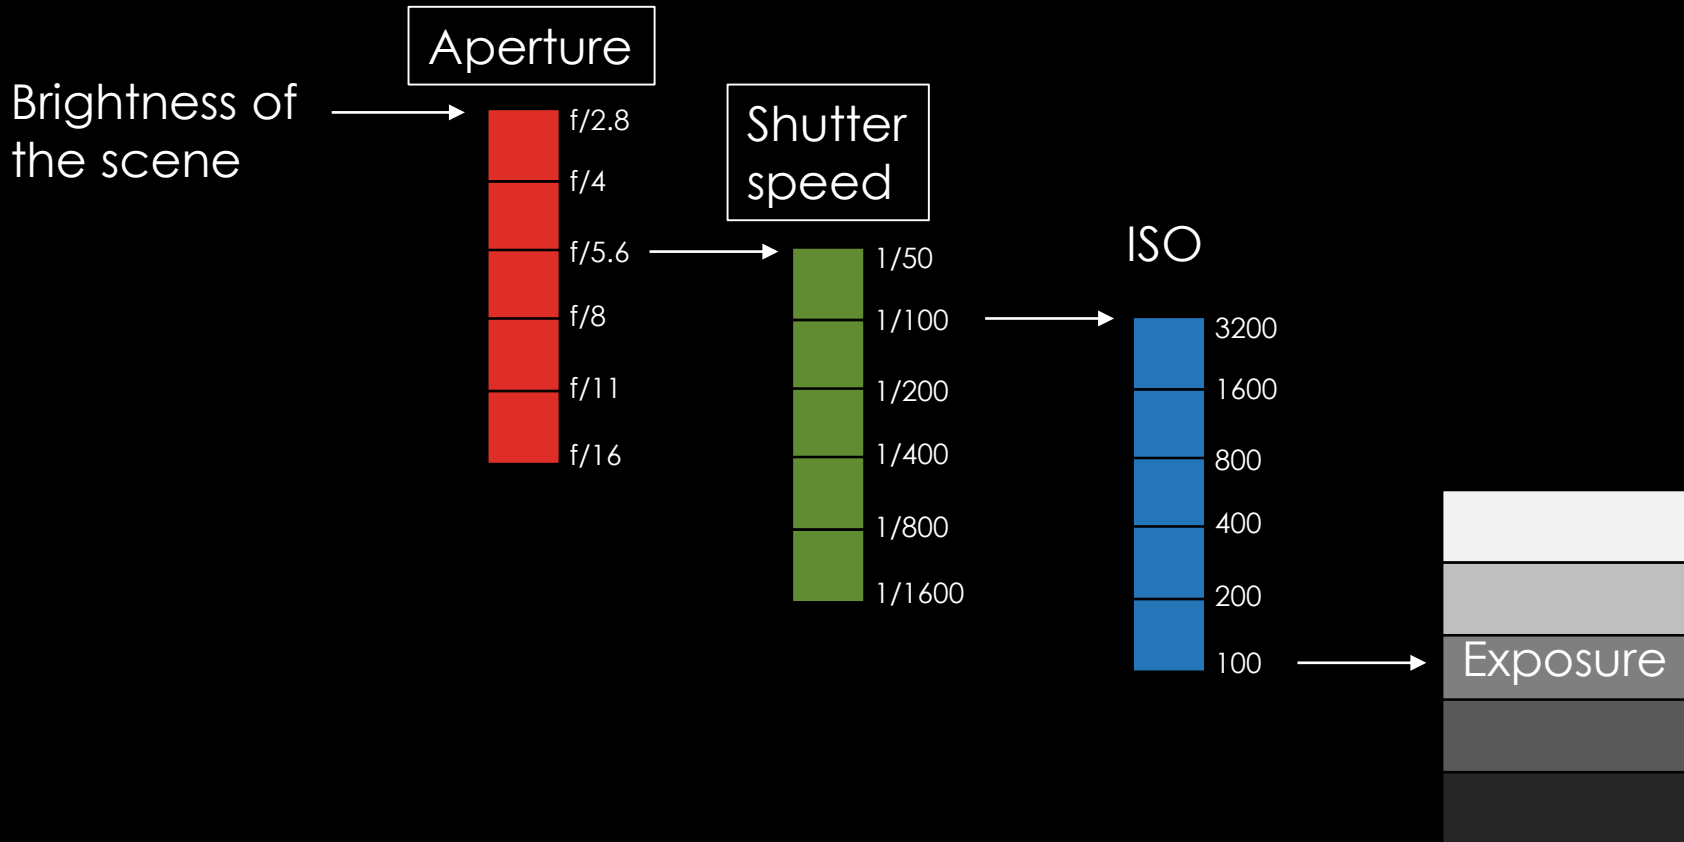 Aperture
Brightness of
the scene
f/2.8
f/4
f/5.6
f/8
f/11
f/16
Shutter
speed
1/50
1/100
1/200
1/400
1/800
1/1600
ISO
3200
1600
800
400
200
100
Exposure